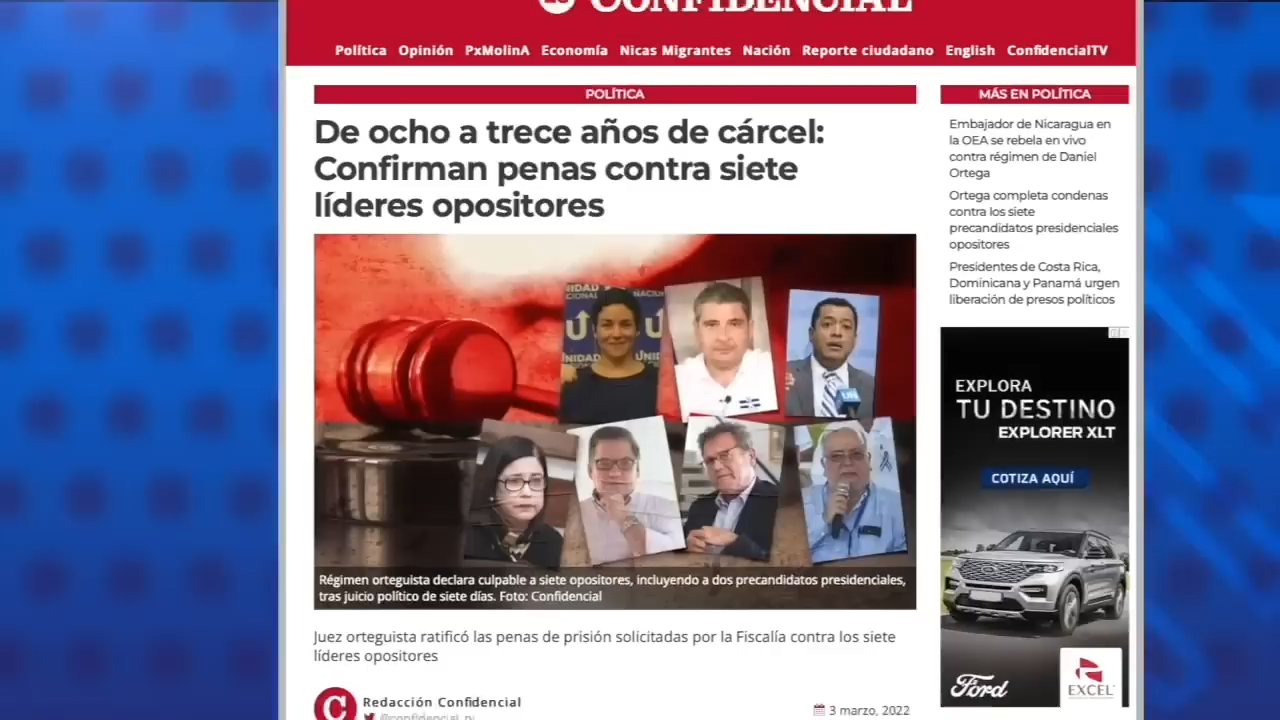 CONFIDENCIAL
Política Opinión PxMolinA Economía Nicas Migrantes Nación Reporte ciudadano English ConfidencialTV
POLÍTICA
De ocho a trece años de cárcel:
Confirman penas contra siete
líderes opositores
UNIDAD NACIONAL
Régimen orteguista declara culpable a siete opositores, incluyendo a dos precandidatos presidenciales,
tras juicio político de siete días. Foto: Confidencial
Juez orteguista ratificó las penas de prisión solicitadas por la Fiscalía contra los siete
líderes opositores
C
Redacción Confidencial
@confidencial_ni
3 marzo, 2022
MÁS EN POLÍTICA
Embajador de Nicaragua en
la OEA se rebela en vivo
contra régimen de Daniel
Ortega
Ortega completa condenas
contra los siete
precandidatos presidenciales
opositores
Presidentes de Costa Rica,
Dominicana y Panamá urgen
liberación de presos políticos
EXPLORA
TU DESTINO
EXPLORER XLT
COTIZA AQUÍ
Ford
EXCEL